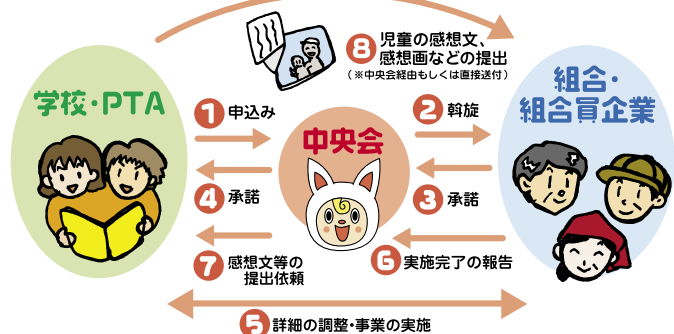 8 児童の感想文、
感想画などの提出
(※中央会経由もしくは直接送付)
学校・PTA
組合・
組合員企業
1 申込み
2 斡旋
中央会
4 承諾
3 承諾
7 感想文等の
提出依頼
6 実施完了の報告
5 詳細の調整・事業の実施